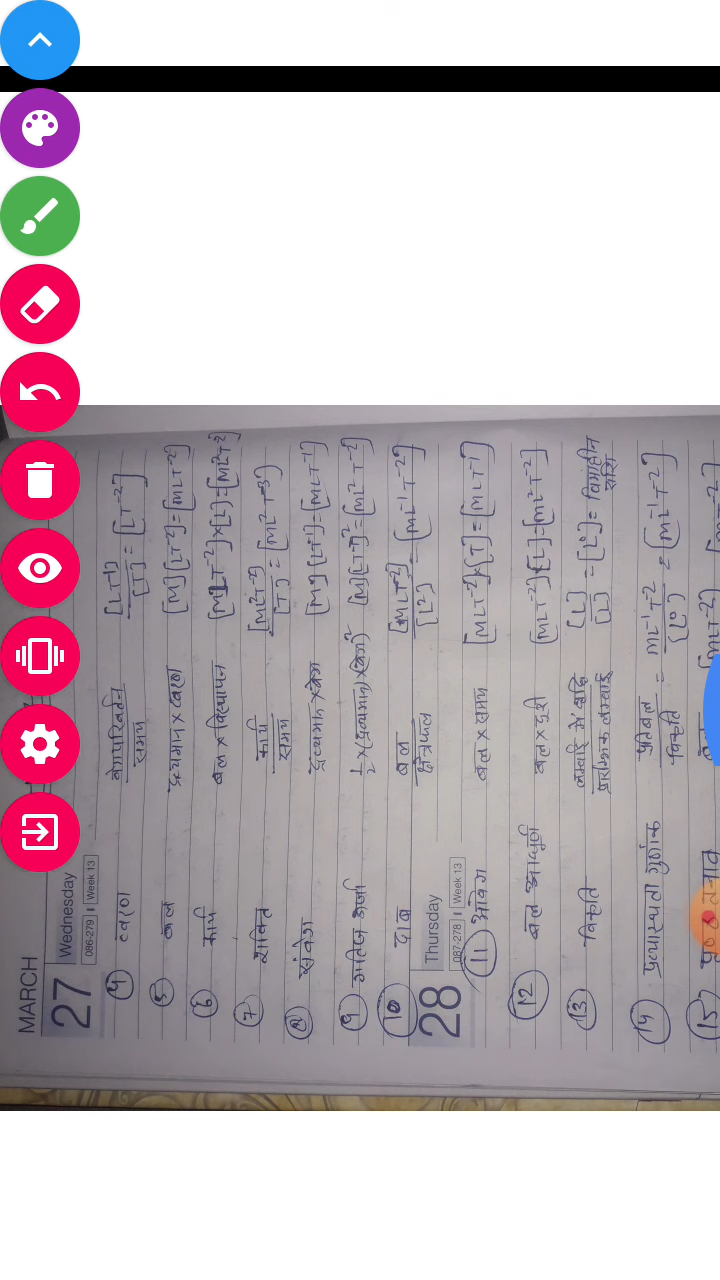 MARCH
27 Wednesday
086-279 Week 13
4 त्वरण वेगपरिवर्तन/समय [LT⁻¹]/[T] = [LT⁻²]
5 बल द्रव्यमान × त्वरण [M][LT⁻²] = [MLT⁻²]
6 कार्य बल × विस्थापन [MLT⁻²]×[L] = [ML²T⁻²]
7 शक्ति कार्य/समय [ML²T⁻²]/[T] = [ML²T⁻³]
8 संवेग द्रव्यमान × वेग [M][LT⁻¹] = [MLT⁻¹]
9 गतिज ऊर्जा ½ × (द्रव्यमान) × (वेग)² [M][LT⁻¹]² = [ML²T⁻²]
10 दाब बल/क्षेत्रफल [MLT⁻²]/[L²] = [ML⁻¹T⁻²]
28 Thursday
087-278 Week 13
11 आवेग बल × समय [MLT⁻²]×[T] = [MLT⁻¹]
12 बल आघूर्ण बल × दूरी [MLT⁻²]×[L] = [ML²T⁻²]
13 विकृति लम्बाई में वृद्धि/प्रारम्भिक लम्बाई [L]/[L] = [L⁰] = विमाहीन राशि
14 प्रत्यास्थता गुणांक प्रतिबल/विकृति = ML⁻¹T⁻²/[L⁰] = [ML⁻¹T⁻²]
15 पृष्ठ तनाव [MLT⁻²]